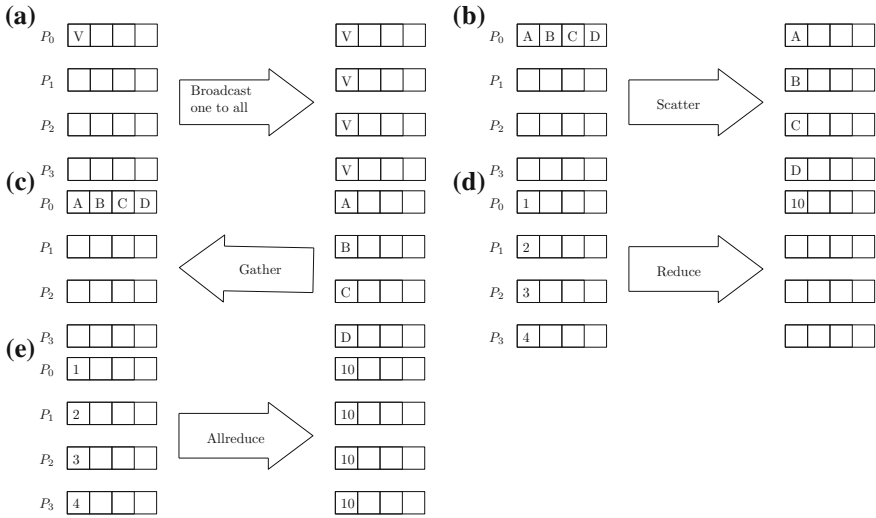 (a)
P0 V V
P1 V
Broadcast
one to all
P2 V
P3 V
(b)
P0 A B C D A
P1 B
Scatter
P2 C
P3 D
(c)
P0 A B C D A
P1 B
Gather
P2 C
P3 D
(d)
P0 1 10
P1 2
Reduce
P2 3
P3 4
(e)
P0 1 10
P1 2 10
Allreduce
P2 3 10
P3 4 10